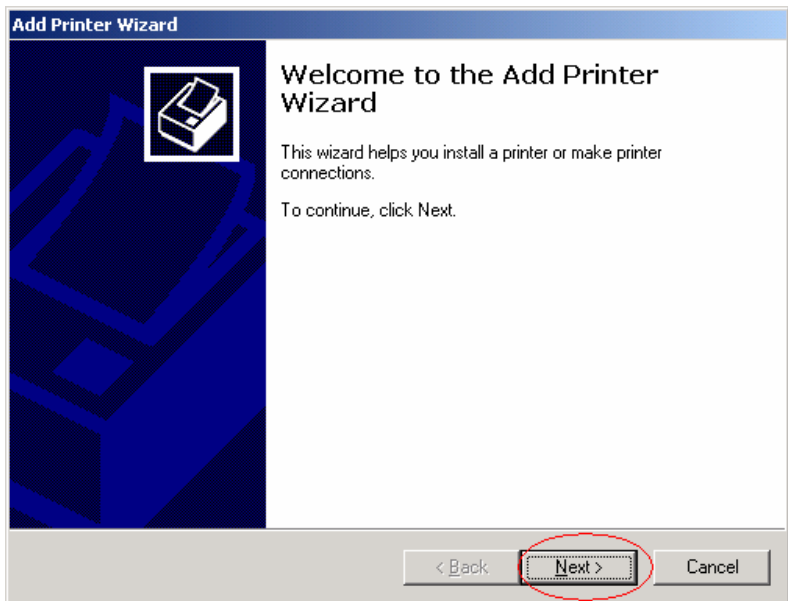 Add Printer Wizard
Welcome to the Add Printer
Wizard
This wizard helps you install a printer or make printer
connections.
To continue, click Next.
< Back
Next >
Cancel